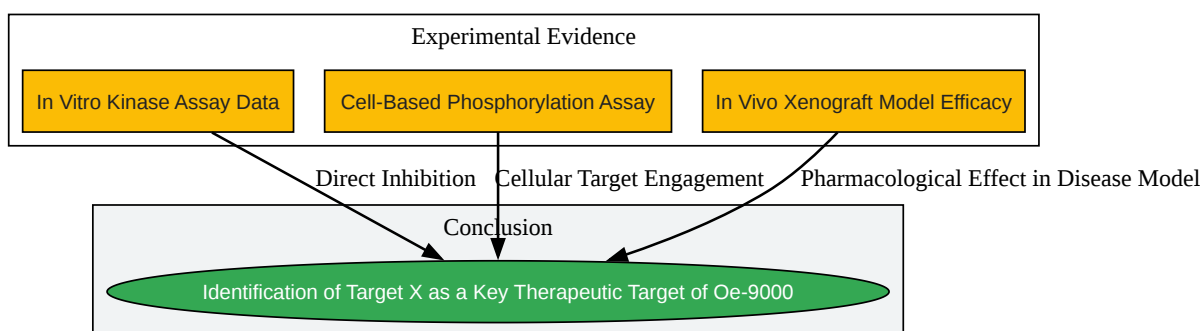 Experimental Evidence
In Vitro Kinase Assay Data
Cell-Based Phosphorylation Assay
In Vivo Xenograft Model Efficacy
Direct Inhibition
Cellular Target Engagement
Pharmacological Effect in Disease Model
Conclusion
Identification of Target X as a Key Therapeutic Target of Oe-9000